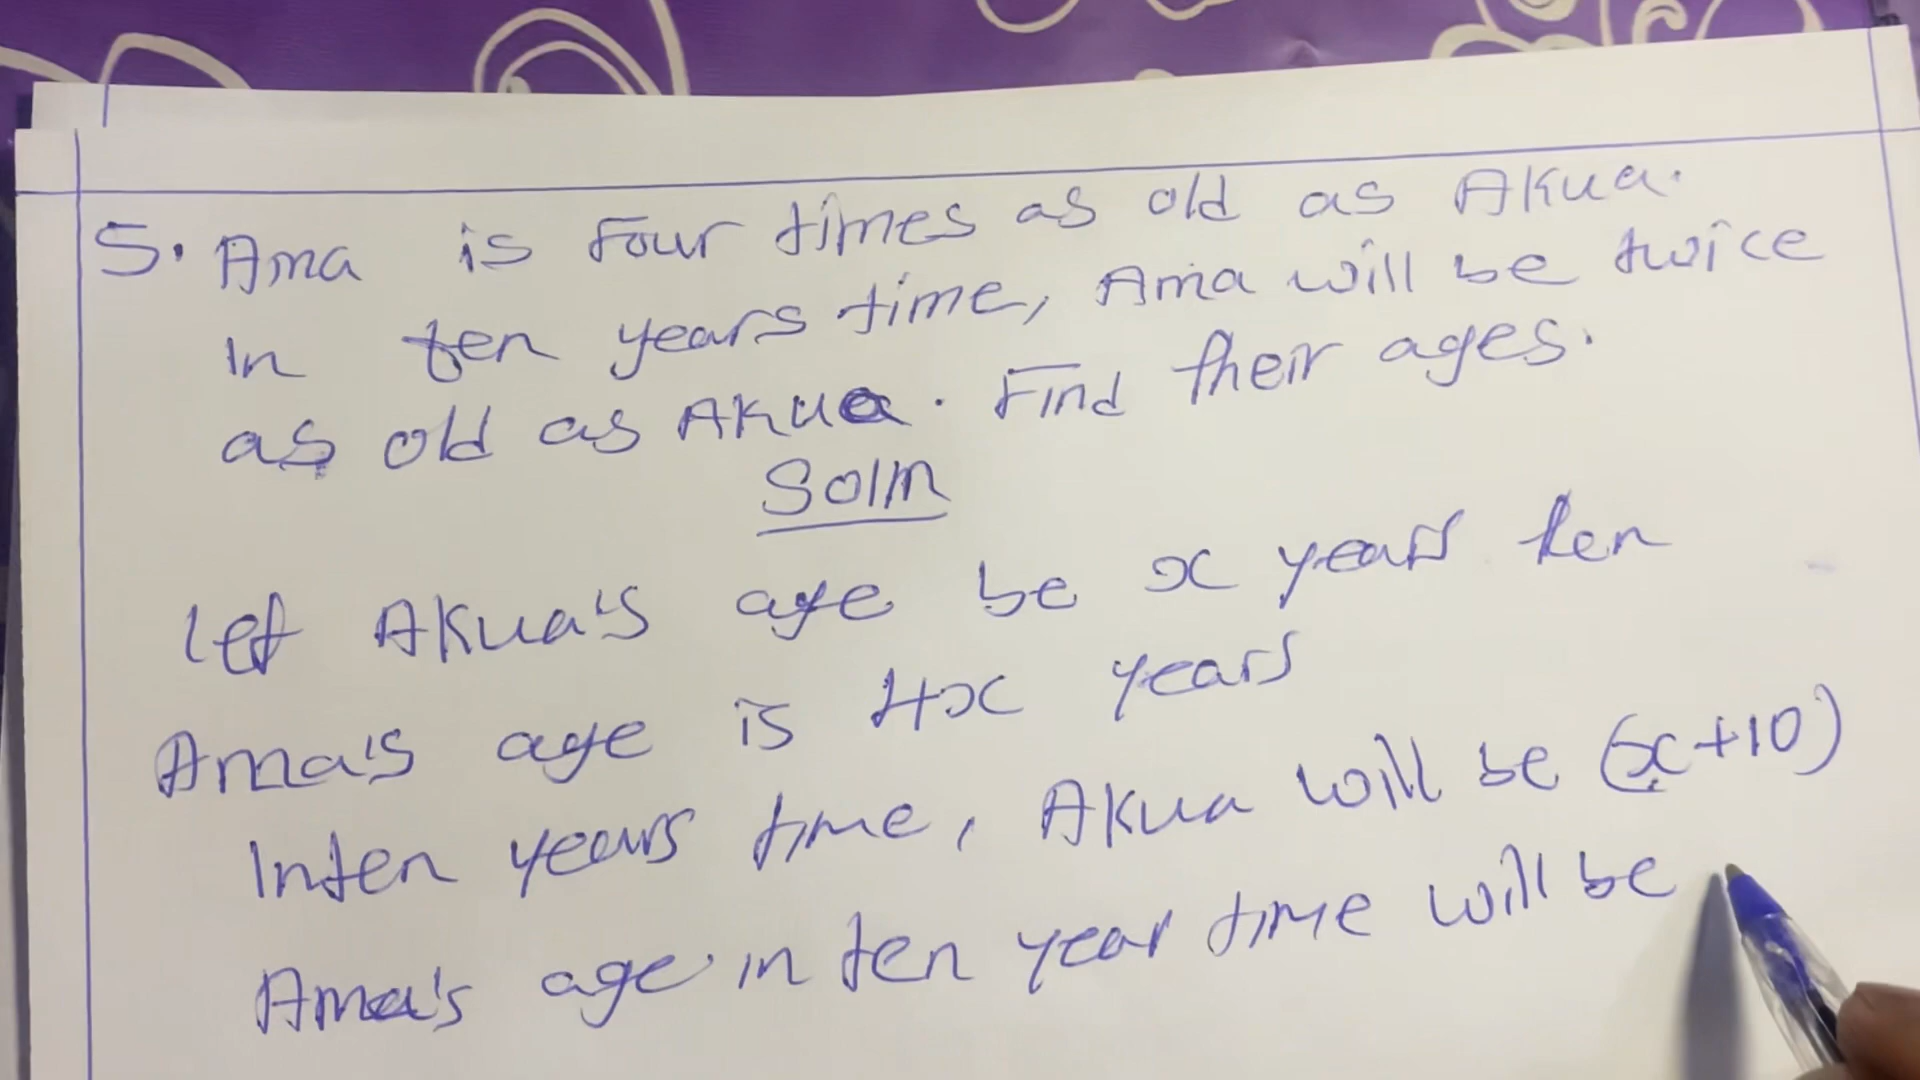 5. Ama is four times as old as Akua.
In ten years time, Ama will be twice
as old as Akua. Find their ages.
Soln
Let Akua's age be x years ten
Ama's age is 4x years
Inten years time, Akua will be (x+10)
Ama's age in ten year time will be